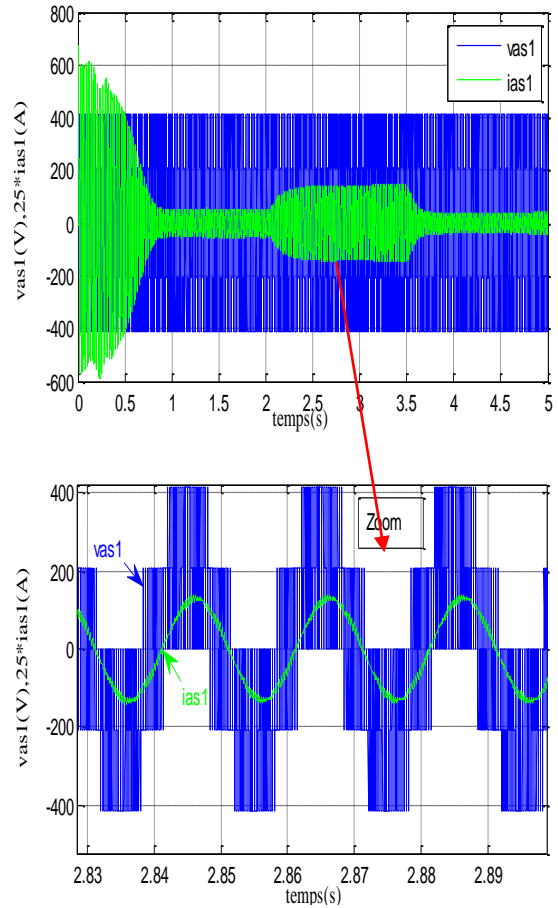 800
600
400
200
0
-200
-400
-600
vas1(V),25*ias1(A)
vas1
ias1
0 0.5 1 1.5 2 2.5 3 3.5 4 4.5 5
temps(s)
400
200
0
-200
-400
vas1(V),25*ias1(A)
Zoom
vas1
ias1
2.83 2.84 2.85 2.86 2.87 2.88 2.89
temps(s)